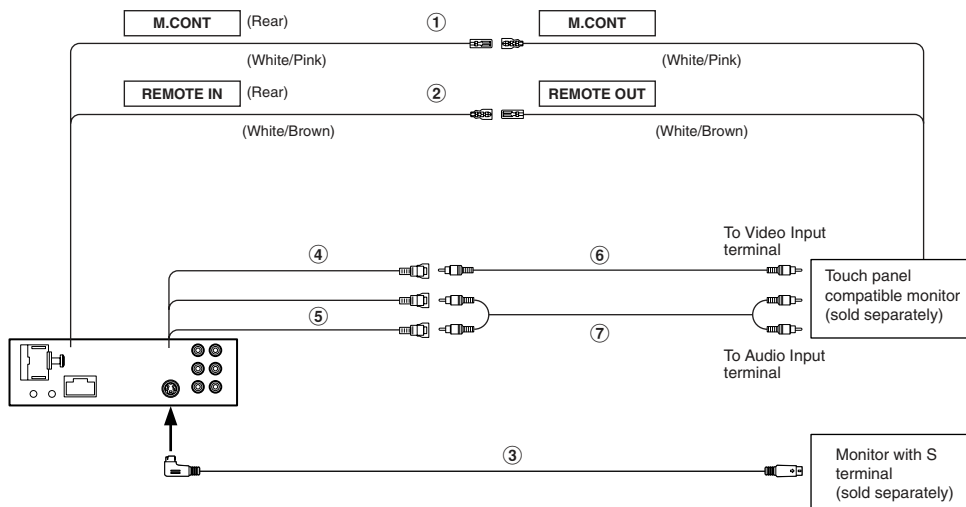 M.CONT (Rear) ① M.CONT
(White/Pink) (White/Pink)
REMOTE IN (Rear) ② REMOTE OUT
(White/Brown) (White/Brown)
To Video Input
terminal
④ ⑥
Touch panel
compatible monitor
(sold separately)
⑤ ⑦
To Audio Input
terminal
③
Monitor with S
terminal
(sold separately)